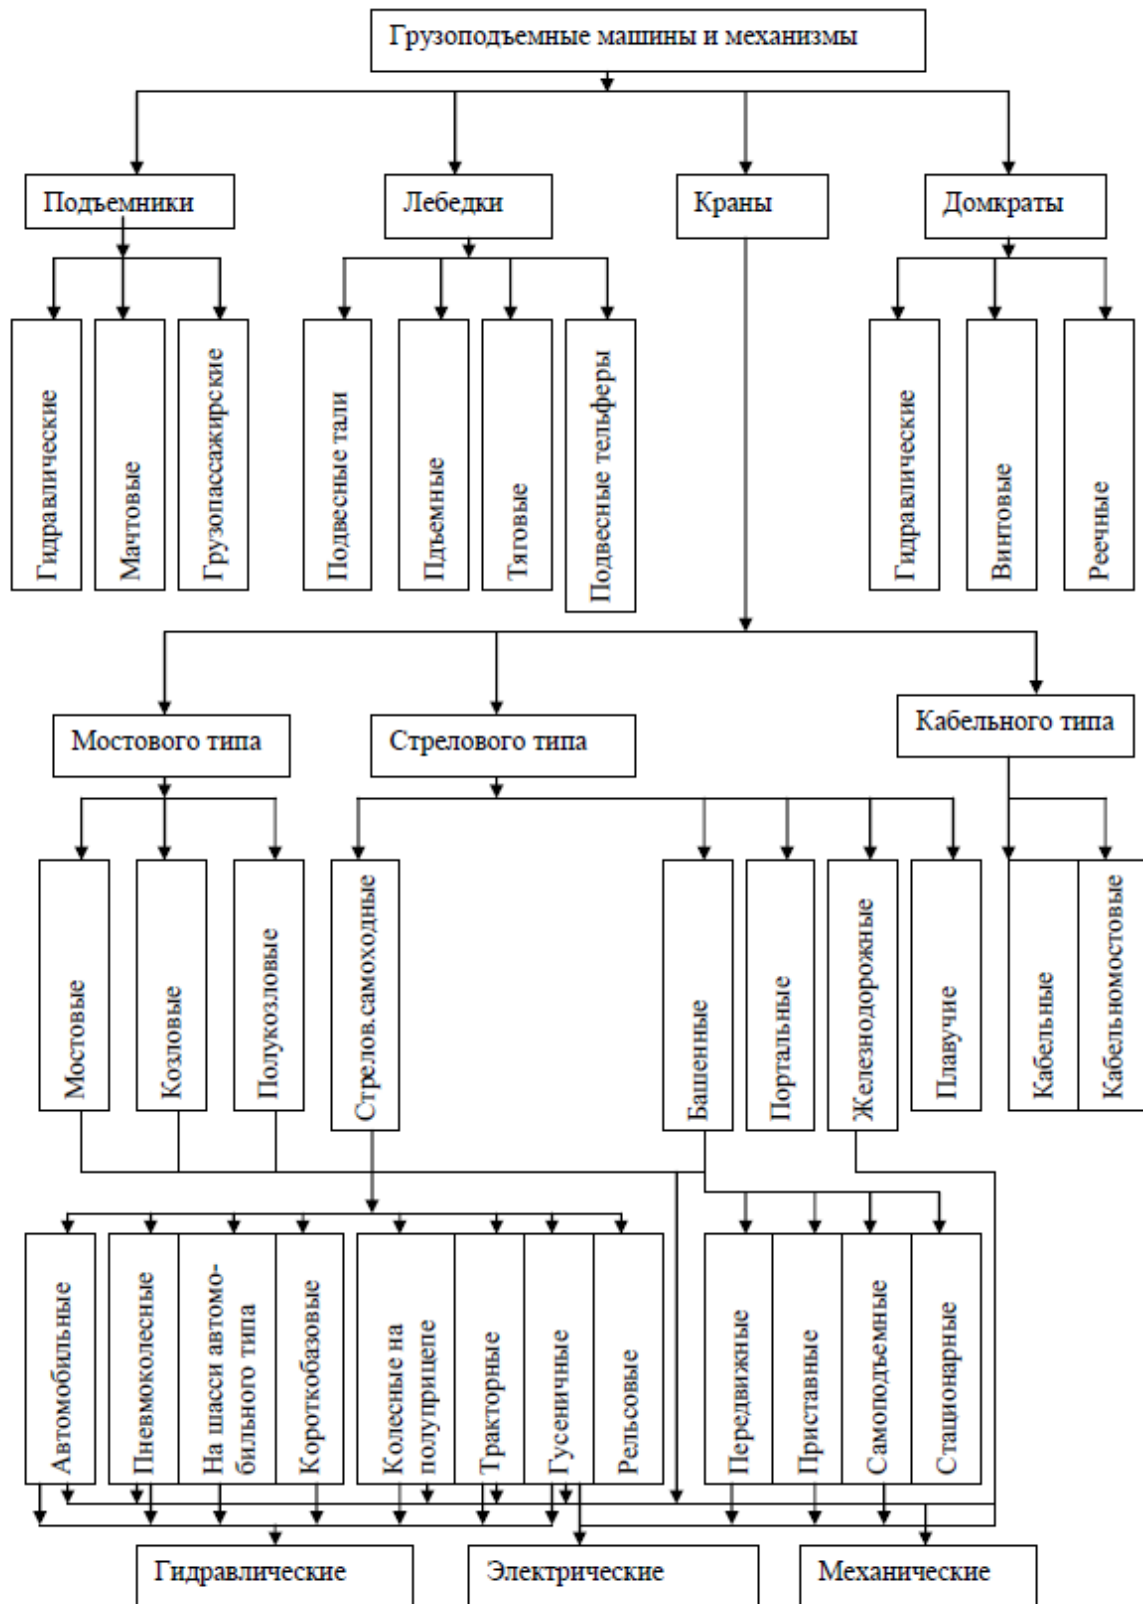 Грузоподъемные машины и механизмы
Подъемники
Лебедки
Краны
Домкраты
Гидравлические
Мачтовые
Грузопассажирские
Подвесные тали
Пдъемные
Тяговые
Подвесные тельферы
Гидравлические
Винтовые
Реечные
Мостового типа
Стрелового типа
Кабельного типа
Мостовые
Козловые
Полукозловые
Стрелов.самоходные
Башенные
Портальные
Железнодорожные
Плавучие
Кабельные
Кабельномостовые
Автомобильные
Пневмоколесные
На шасси автомо-
бильного типа
Короткобазовые
Колесные на
полуприцепе
Тракторные
Гусеничные
Рельсовые
Передвижные
Приставные
Самоподъемные
Стационарные
Гидравлические
Электрические
Механические